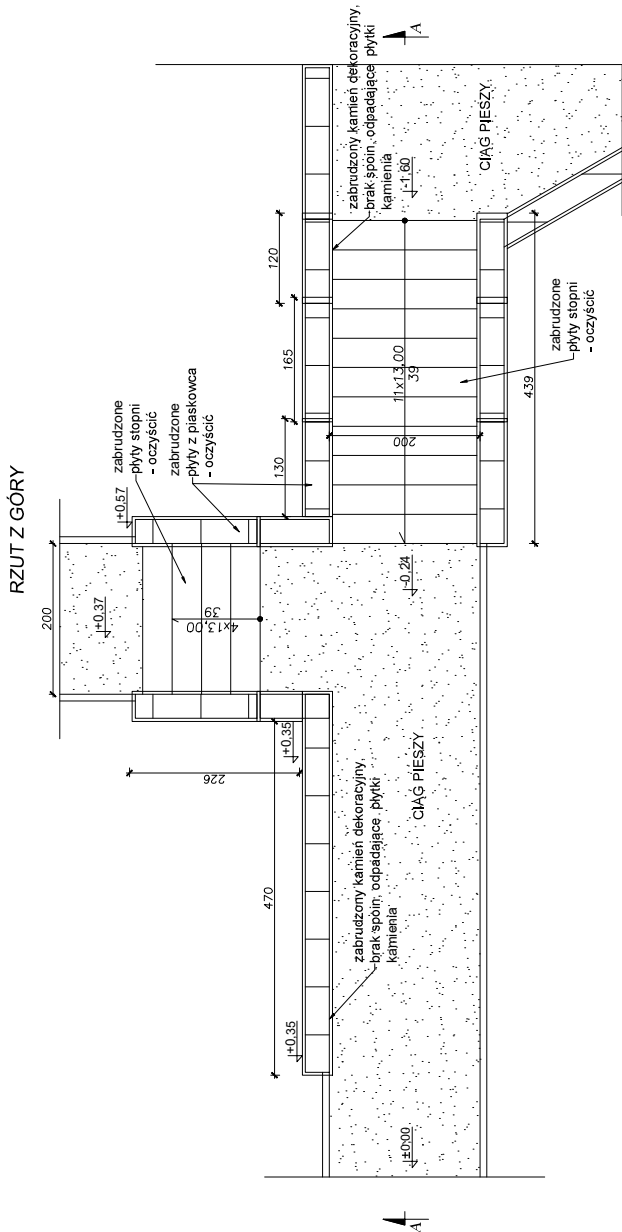 RZUT Z GÓRY
200
+0,37
+0,57
zabrudzone
płyty stopni
- oczyścić
zabrudzone
płyty z piaskowca
- oczyścić
4x13,00
39
226
+0,35
470
+0,35
130
165
120
zabrudzony kamień dekoracyjny,
brak spoin, odpadające płytki
kamienia
zabrudzony kamień dekoracyjny,
brak spoin, odpadające płytki
kamienia
CIĄG PIESZY
±0,00
-0,24
200
11x13,00
39
-1,60
CIĄG PIESZY
zabrudzone
płyty stopni
- oczyścić
439
A
A